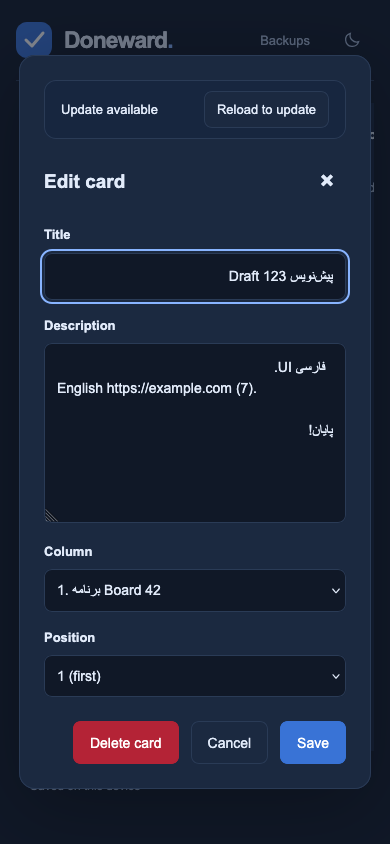 Doneward.
Backups
Update available
Reload to update
Edit card
Title
پیش‌نویس Draft 123
Description
فارسی UI.
English https://example.com (7).
پایان!
Column
1. برنامه Board 42
Position
1 (first)
Delete card
Cancel
Save